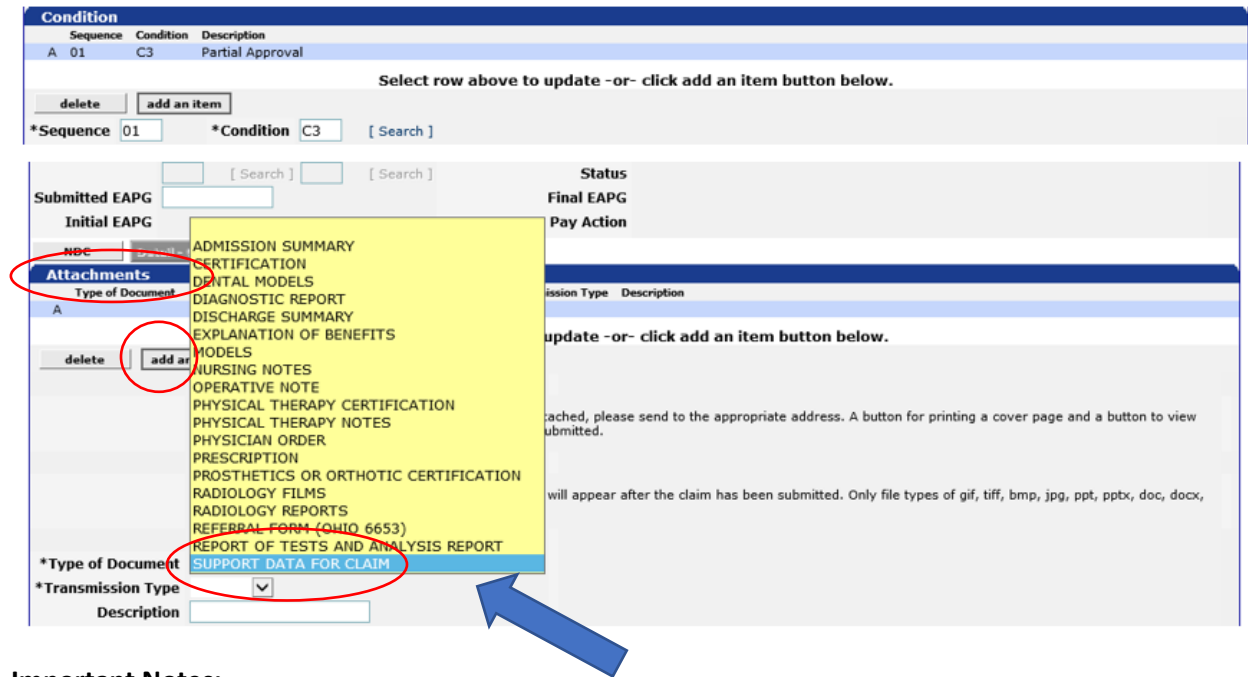 Condition
Sequence Condition Description
A 01 C3 Partial Approval
Select row above to update -or- click add an item button below.
delete add an item
*Sequence 01 *Condition C3 [ Search ]
[ Search ] [ Search ] Status
Submitted EAPG Final EAPG
Initial EAPG Pay Action
NDC
Attachments
Type of Document ission Type Description
A
update -or- click add an item button below.
delete add an
ADMISSION SUMMARY
CERTIFICATION
DENTAL MODELS
DIAGNOSTIC REPORT
DISCHARGE SUMMARY
EXPLANATION OF BENEFITS
MODELS
NURSING NOTES
OPERATIVE NOTE
PHYSICAL THERAPY CERTIFICATION
PHYSICAL THERAPY NOTES
PHYSICIAN ORDER
PRESCRIPTION
PROSTHETICS OR ORTHOTIC CERTIFICATION
RADIOLOGY FILMS
RADIOLOGY REPORTS
REFERRAL FORM (OHIO 6653)
REPORT OF TESTS AND ANALYSIS REPORT
SUPPORT DATA FOR CLAIM
tached, please send to the appropriate address. A button for printing a cover page and a button to view
ubmitted.
will appear after the claim has been submitted. Only file types of gif, tiff, bmp, jpg, ppt, pptx, doc, docx,
*Type of Document
*Transmission Type
Description
Important Notes: